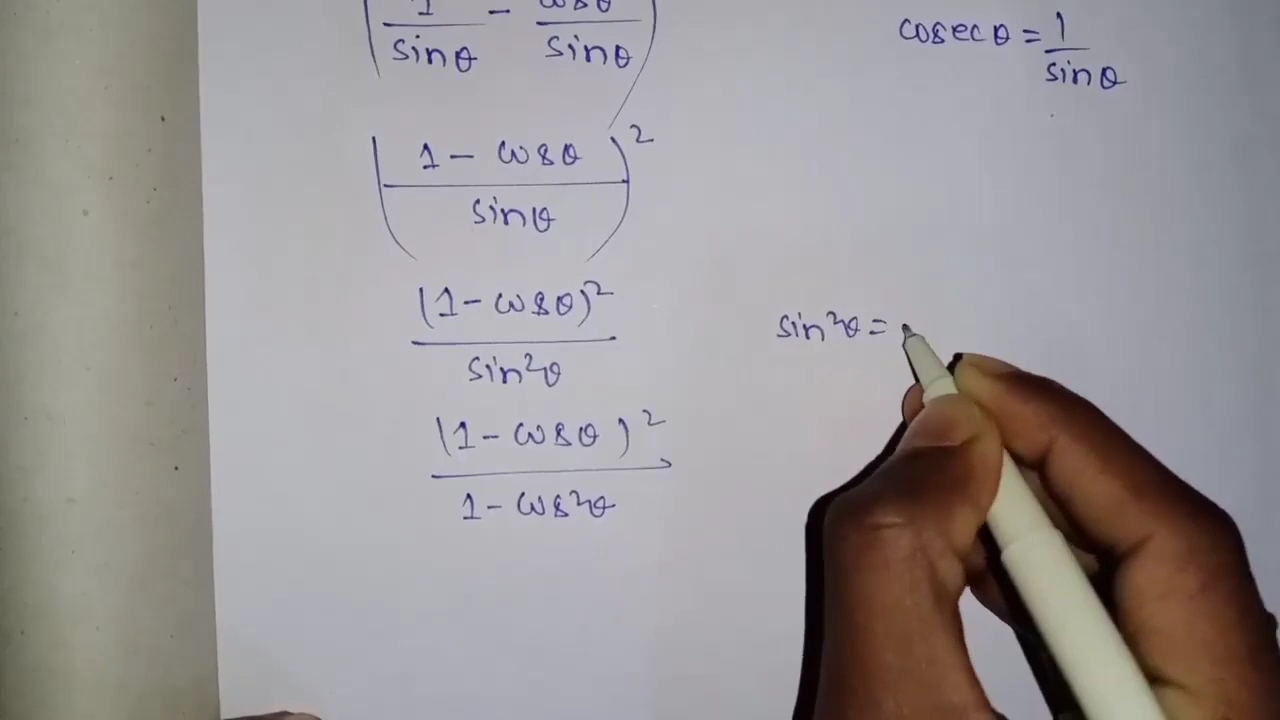 1 - cosθ
sinθ sinθ
cosecθ = 1
sinθ
(1 - cosθ)²
sinθ
(1 - cosθ)²
sin²θ
(1 - cosθ)²
1 - cos²θ
sin²θ =